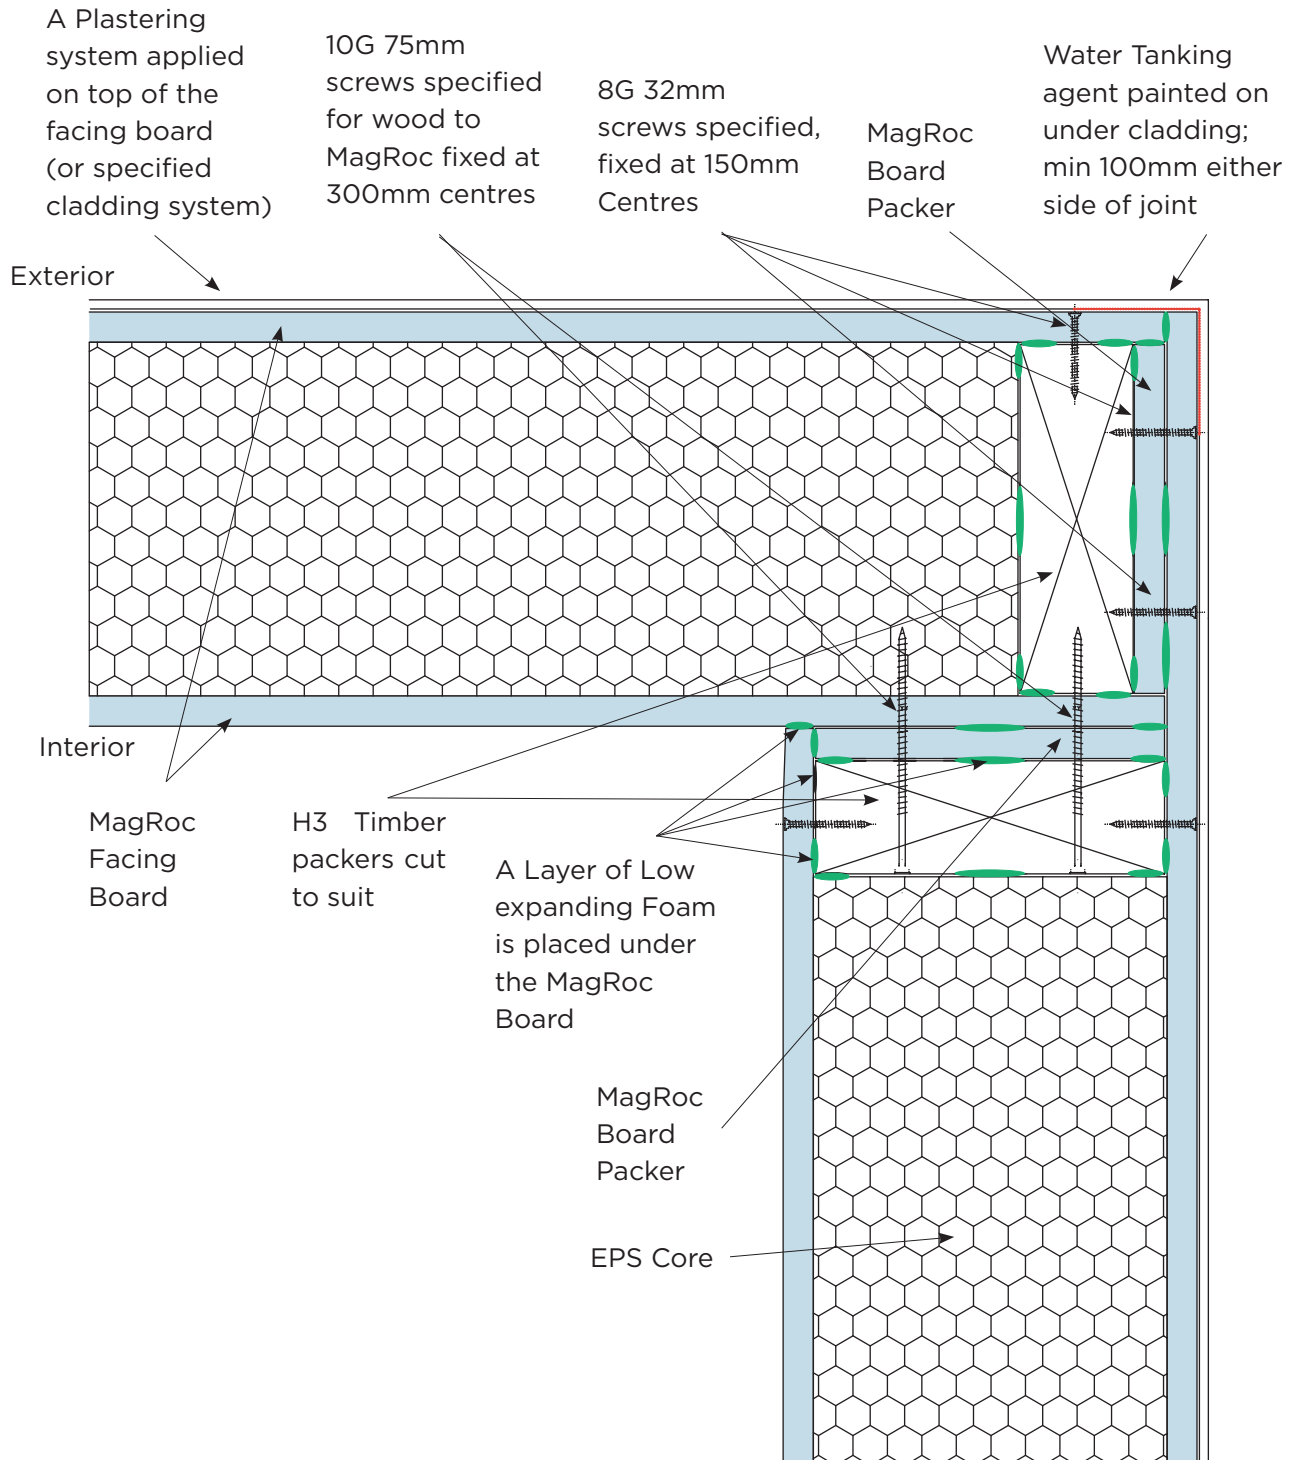 A Plastering
system applied
on top of the
facing board
(or specified
cladding system)
10G 75mm
screws specified
for wood to
MagRoc fixed at
300mm centres
8G 32mm
screws specified,
fixed at 150mm
Centres
MagRoc
Board
Packer
Water Tanking
agent painted on
under cladding;
min 100mm either
side of joint
Exterior
Interior
MagRoc
Facing
Board
H3 Timber
packers cut
to suit
A Layer of Low
expanding Foam
is placed under
the MagRoc
Board
MagRoc
Board
Packer
EPS Core